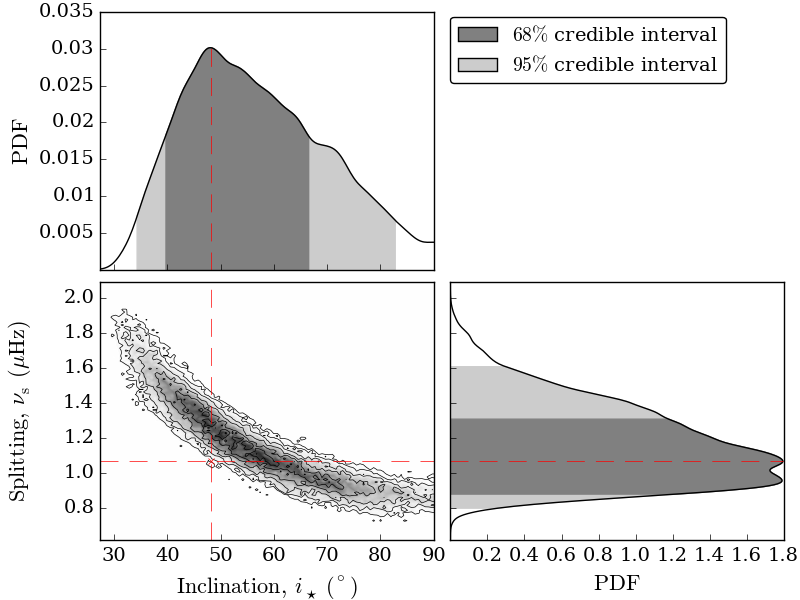 0.035
0.03
0.025
0.02
0.015
0.01
0.005
PDF
68% credible interval
95% credible interval
2.0
1.8
1.6
1.4
1.2
1.0
0.8
Splitting, νs (μHz)
30 40 50 60 70 80 90
Inclination, i⋆ (°)
0.2 0.4 0.6 0.8 1.0 1.2 1.4 1.6 1.8
PDF